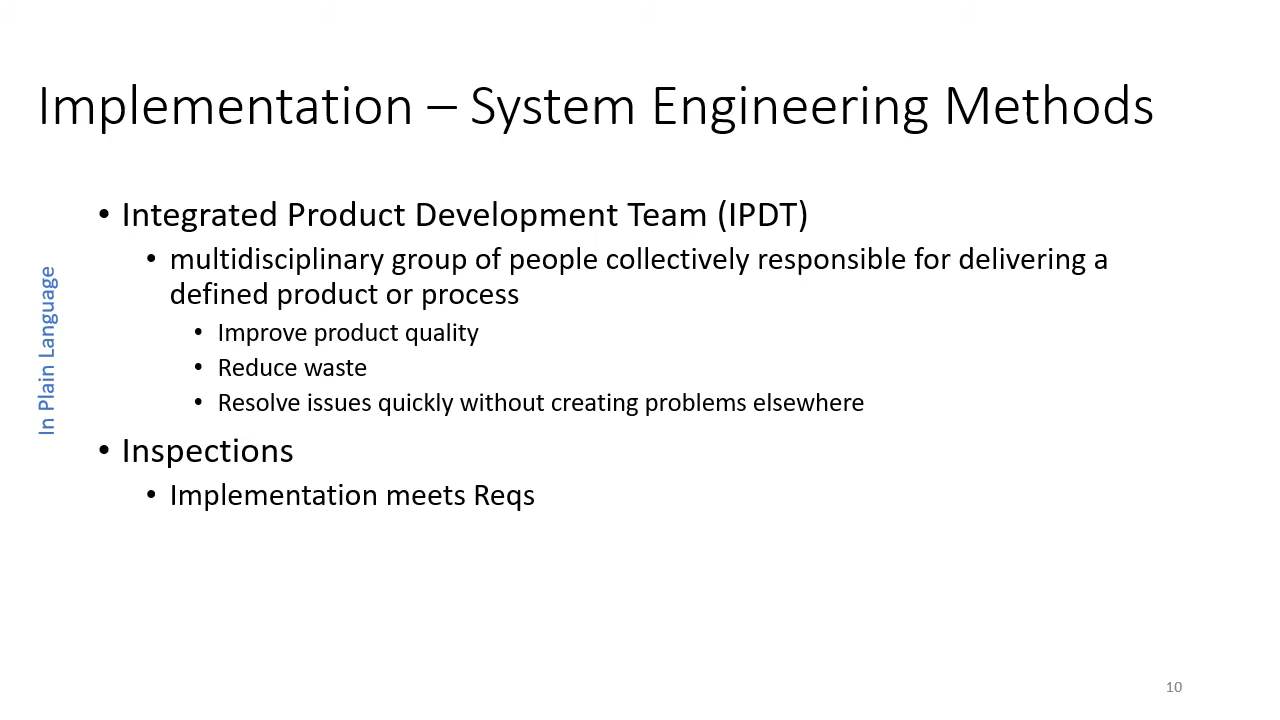 Implementation – System Engineering Methods
• Integrated Product Development Team (IPDT)
• multidisciplinary group of people collectively responsible for delivering a
defined product or process
• Improve product quality
• Reduce waste
• Resolve issues quickly without creating problems elsewhere
• Inspections
• Implementation meets Reqs
In Plain Language
10